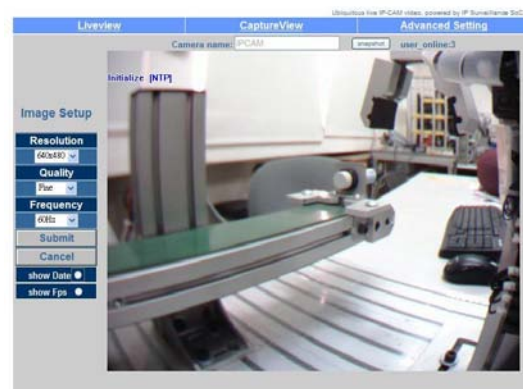 Ubiquitous live IP-CAM video, powered by IP Surveillance SoC
Liveview CaptureView Advanced Setting
Camera name: IPCAM snapshot user_online:3
Initialize [NTP]
Image Setup
Resolution
640x480
Quality
Fine
Frequency
60Hz
Submit
Cancel
show Date
show Fps